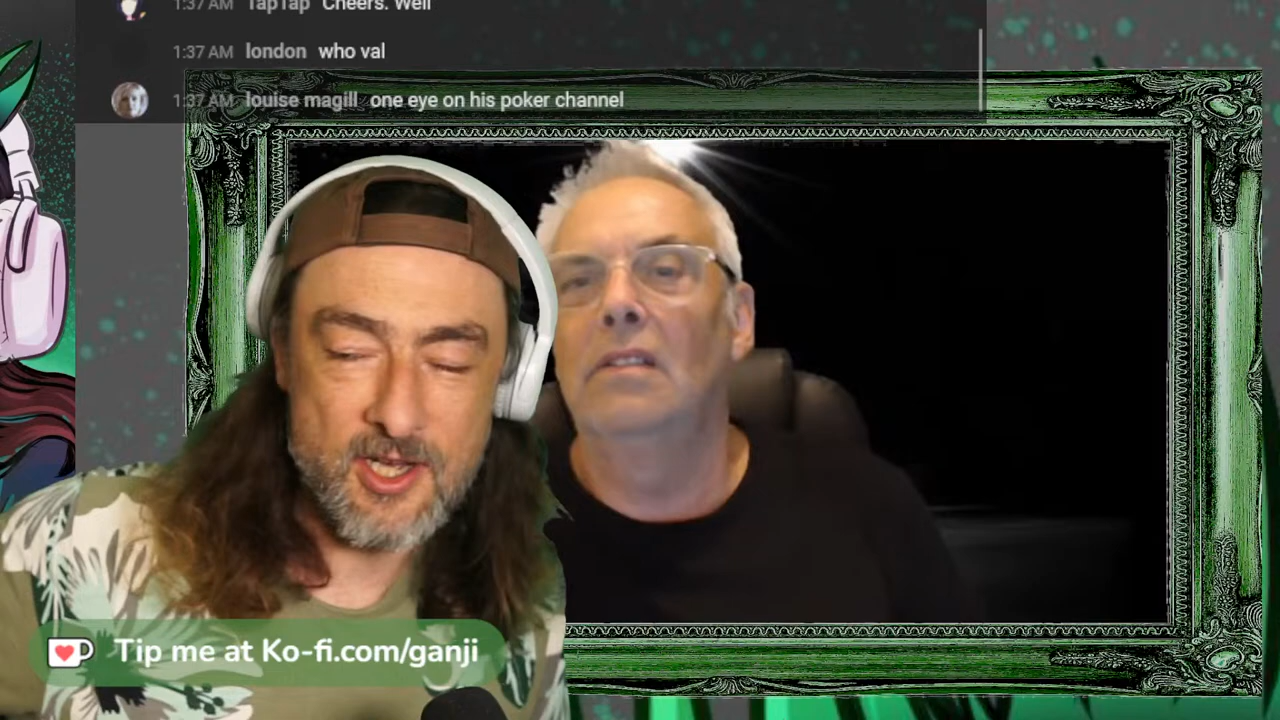 1:37 AM TapTap Cheers. Well
1:37 AM london who val
1:37 AM louise magill one eye on his poker channel
Tip me at Ko-fi.com/ganji